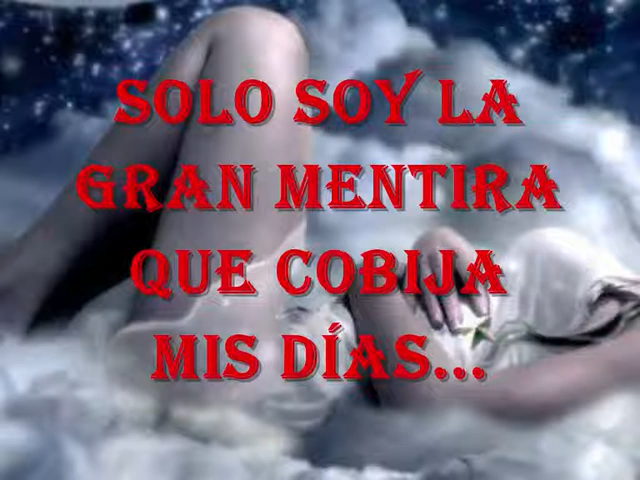 SOLO SOY LA
GRAN MENTIRA
QUE COBIJA
MIS DÍAS...